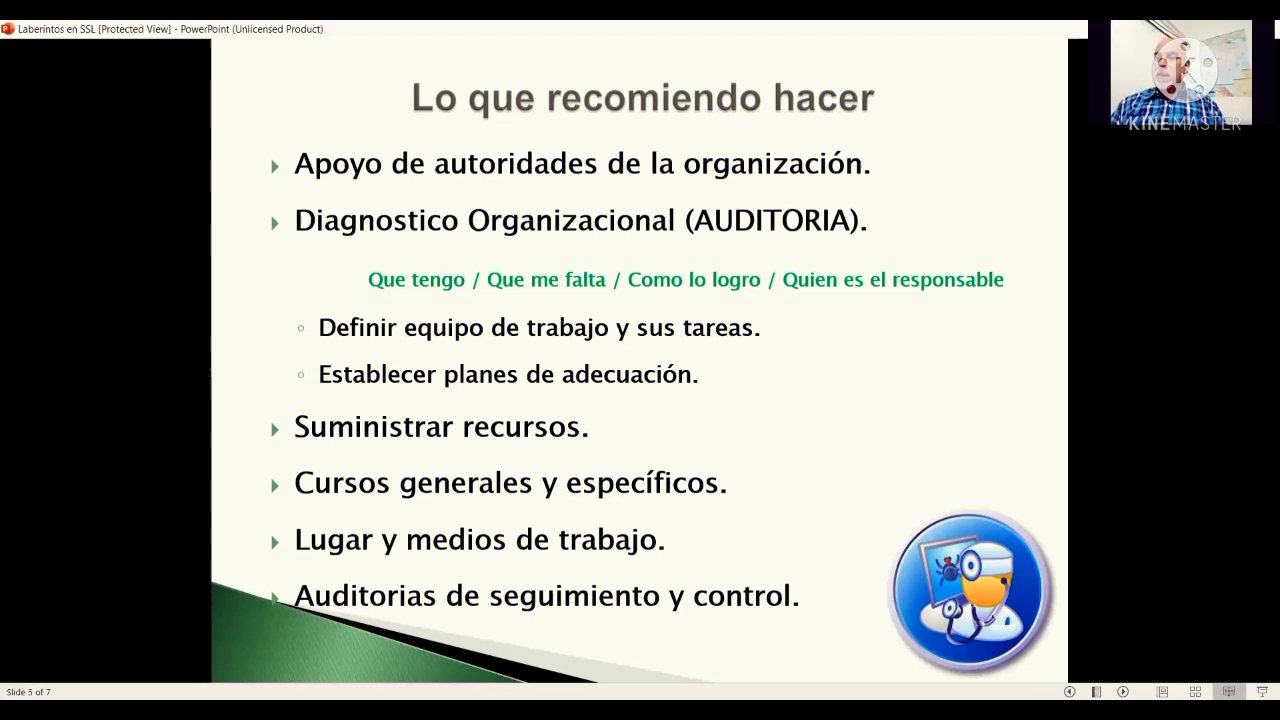 Laberintos en SSL [Protected View] - PowerPoint (Unlicensed Product)
KINEMASTER
Lo que recomiendo hacer
Apoyo de autoridades de la organización.
Diagnostico Organizacional (AUDITORIA).
Que tengo / Que me falta / Como lo logro / Quien es el responsable
Definir equipo de trabajo y sus tareas.
Establecer planes de adecuación.
Suministrar recursos.
Cursos generales y específicos.
Lugar y medios de trabajo.
Auditorias de seguimiento y control.
Slide 5 of 7